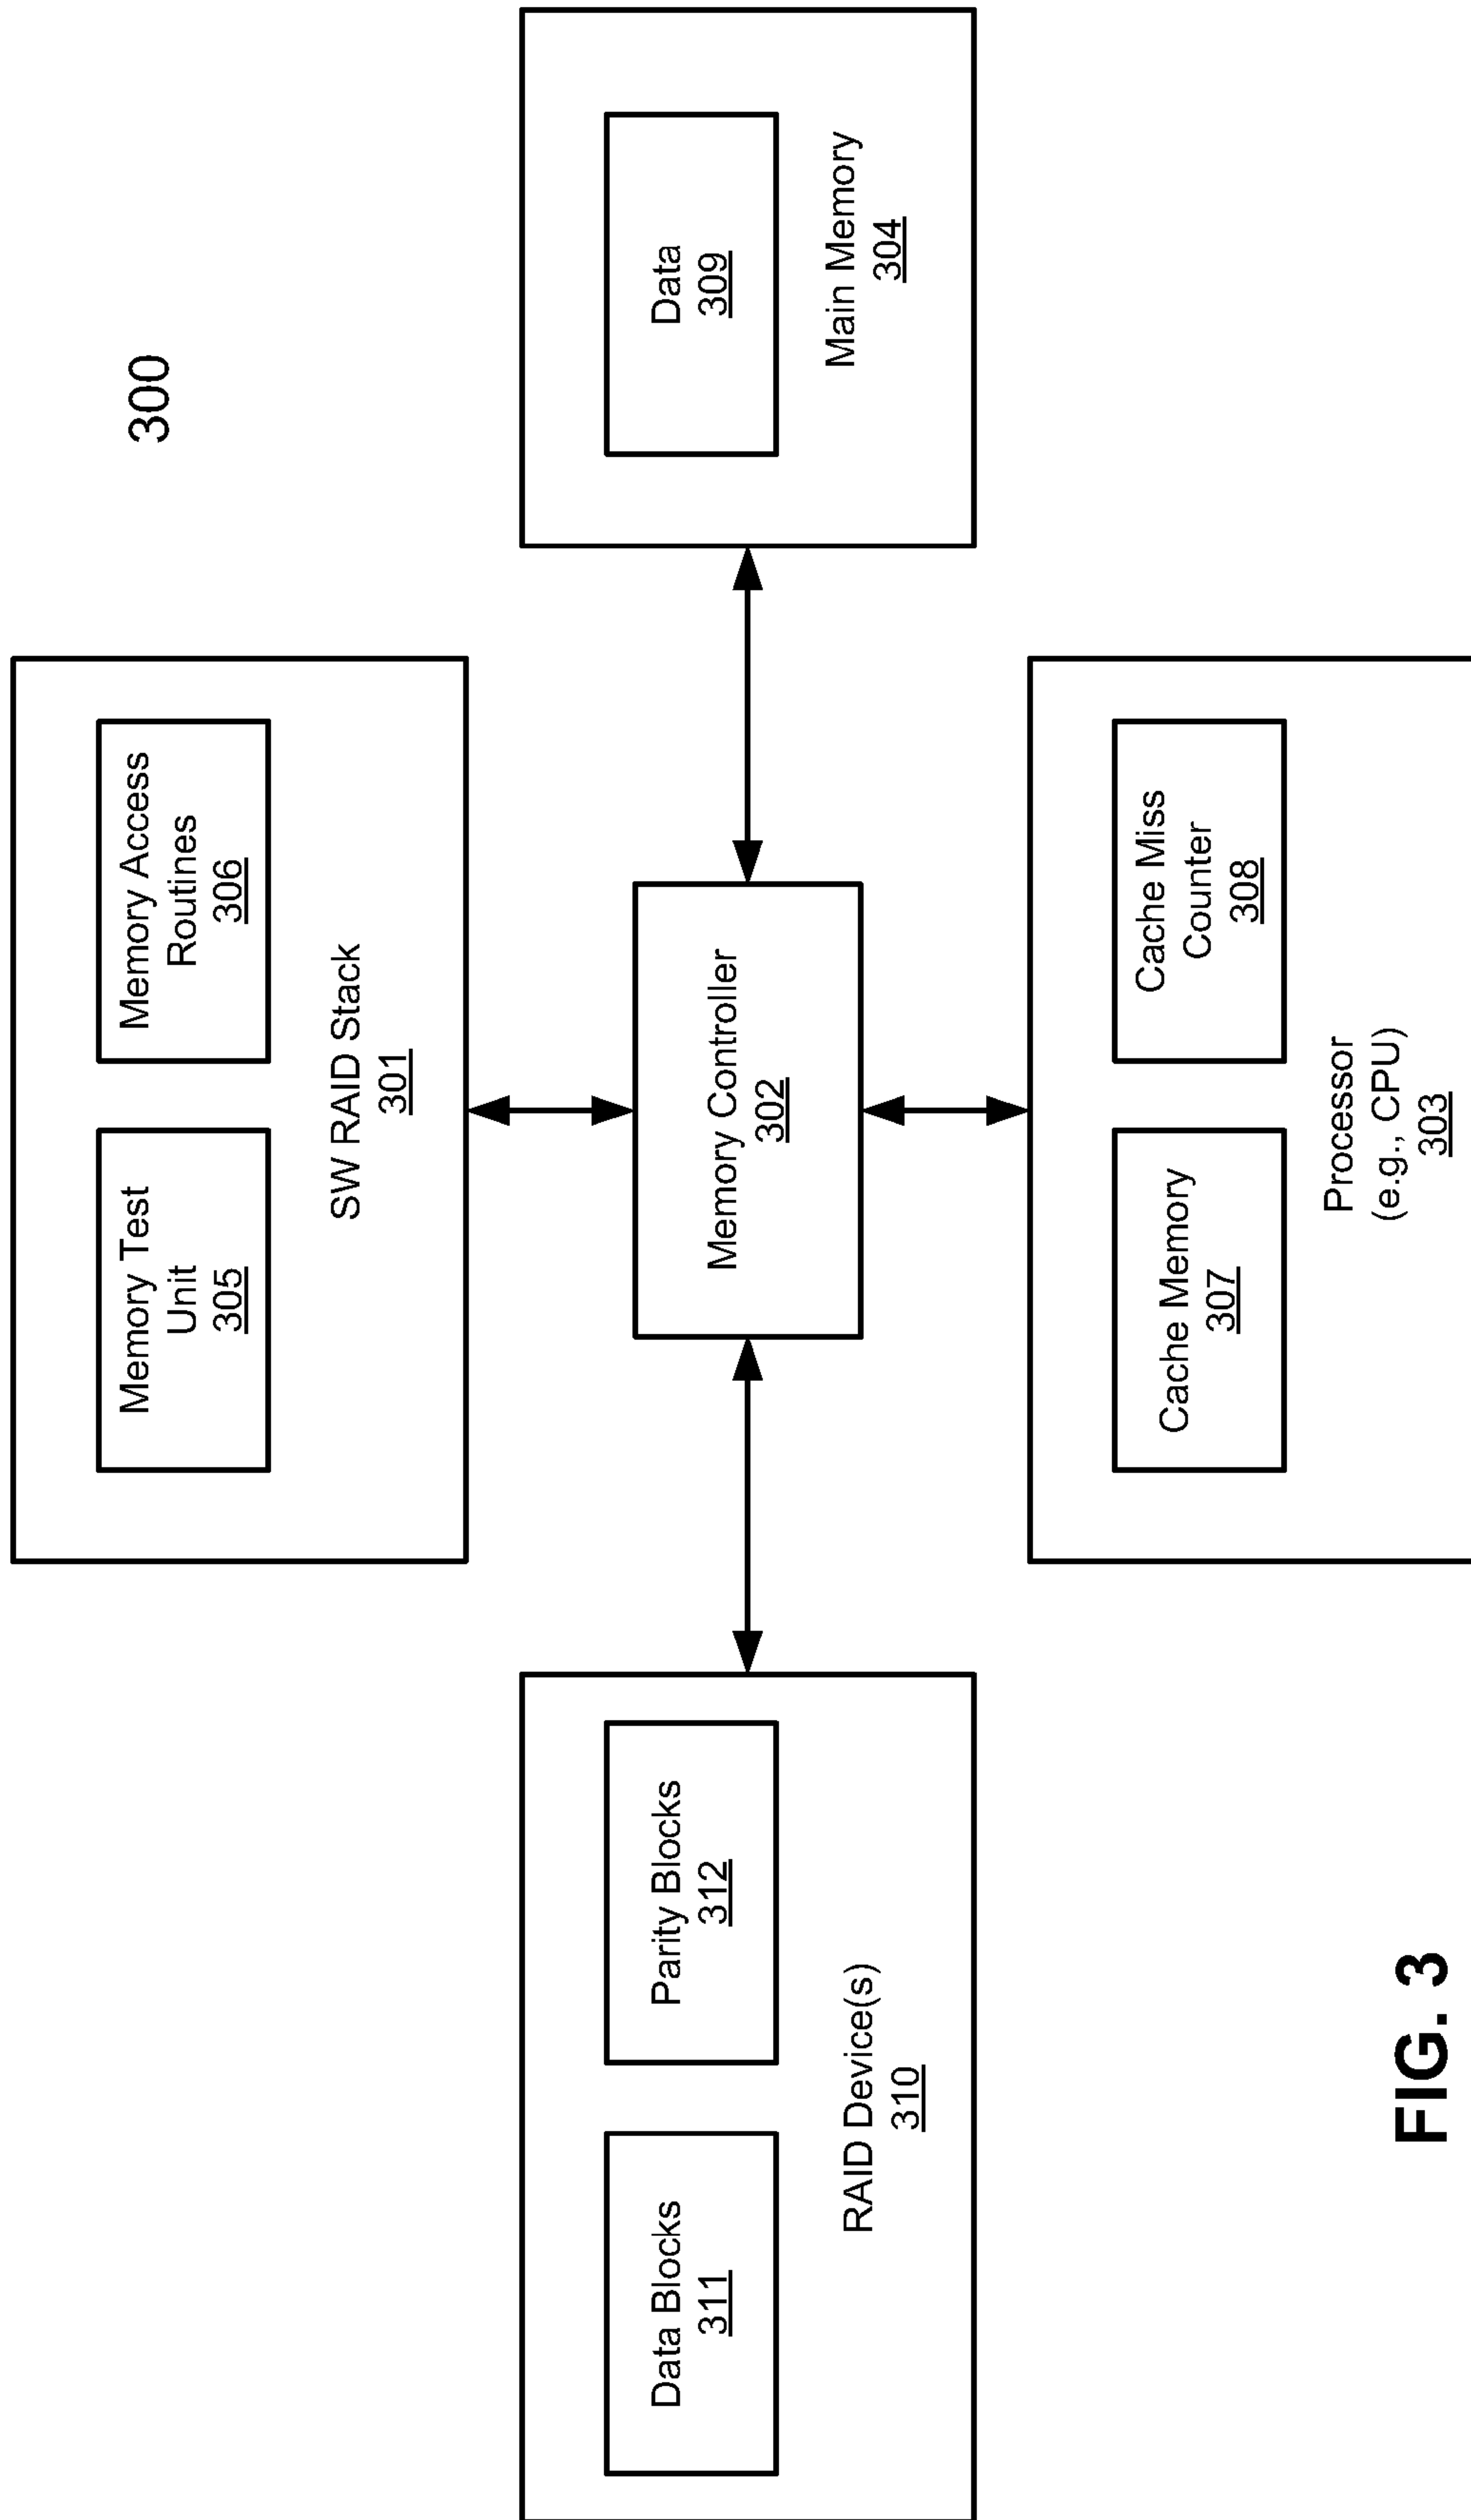 300
Memory Test
Unit
305
Memory Access
Routines
306
SW RAID Stack
301
Data Blocks
311
Parity Blocks
312
RAID Device(s)
310
Memory Controller
302
Data
309
Main Memory
304
Cache Memory
307
Cache Miss
Counter
308
Processor
(e.g., CPU)
303
FIG. 3